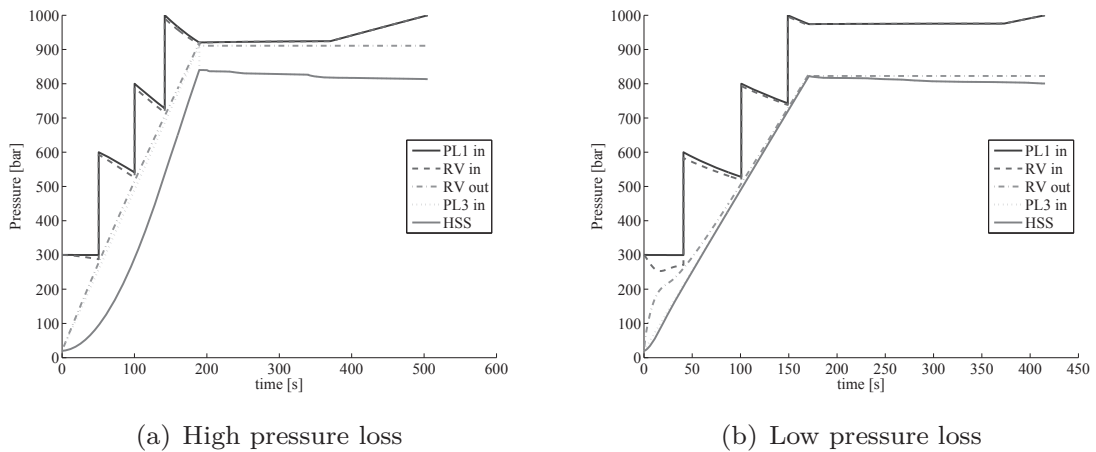 1000
900
800
700
600
500
400
300
200
100
0
Pressure [bar]
0 100 200 300 400 500 600
time [s]
PL1 in
RV in
RV out
PL3 in
HSS
(a) High pressure loss
1000
900
800
700
600
500
400
300
200
100
0
Pressure [bar]
0 50 100 150 200 250 300 350 400 450
time [s]
PL1 in
RV in
RV out
PL3 in
HSS
(b) Low pressure loss